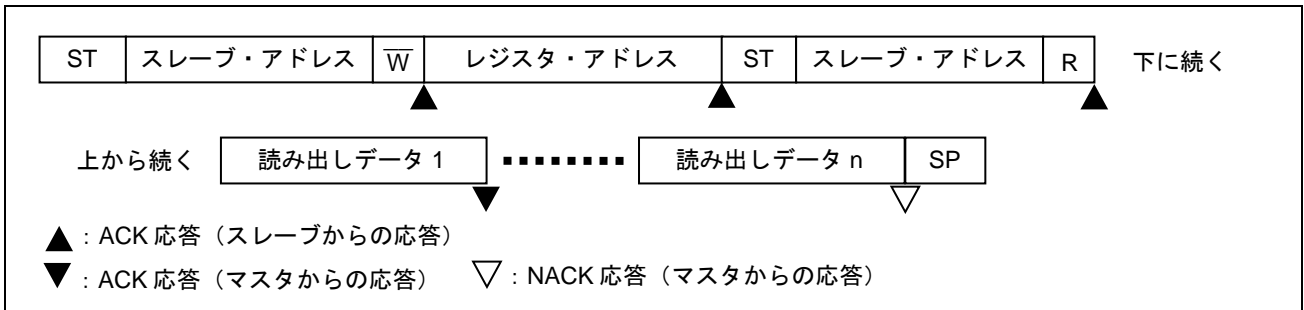 ST スレーブ・アドレス W̅ レジスタ・アドレス ST スレーブ・アドレス R 下に続く
上から続く 読み出しデータ 1 ▪▪▪▪▪▪▪▪ 読み出しデータ n SP
▲ : ACK 応答(スレーブからの応答)
▼ : ACK 応答(マスタからの応答) ▽ : NACK 応答(マスタからの応答)